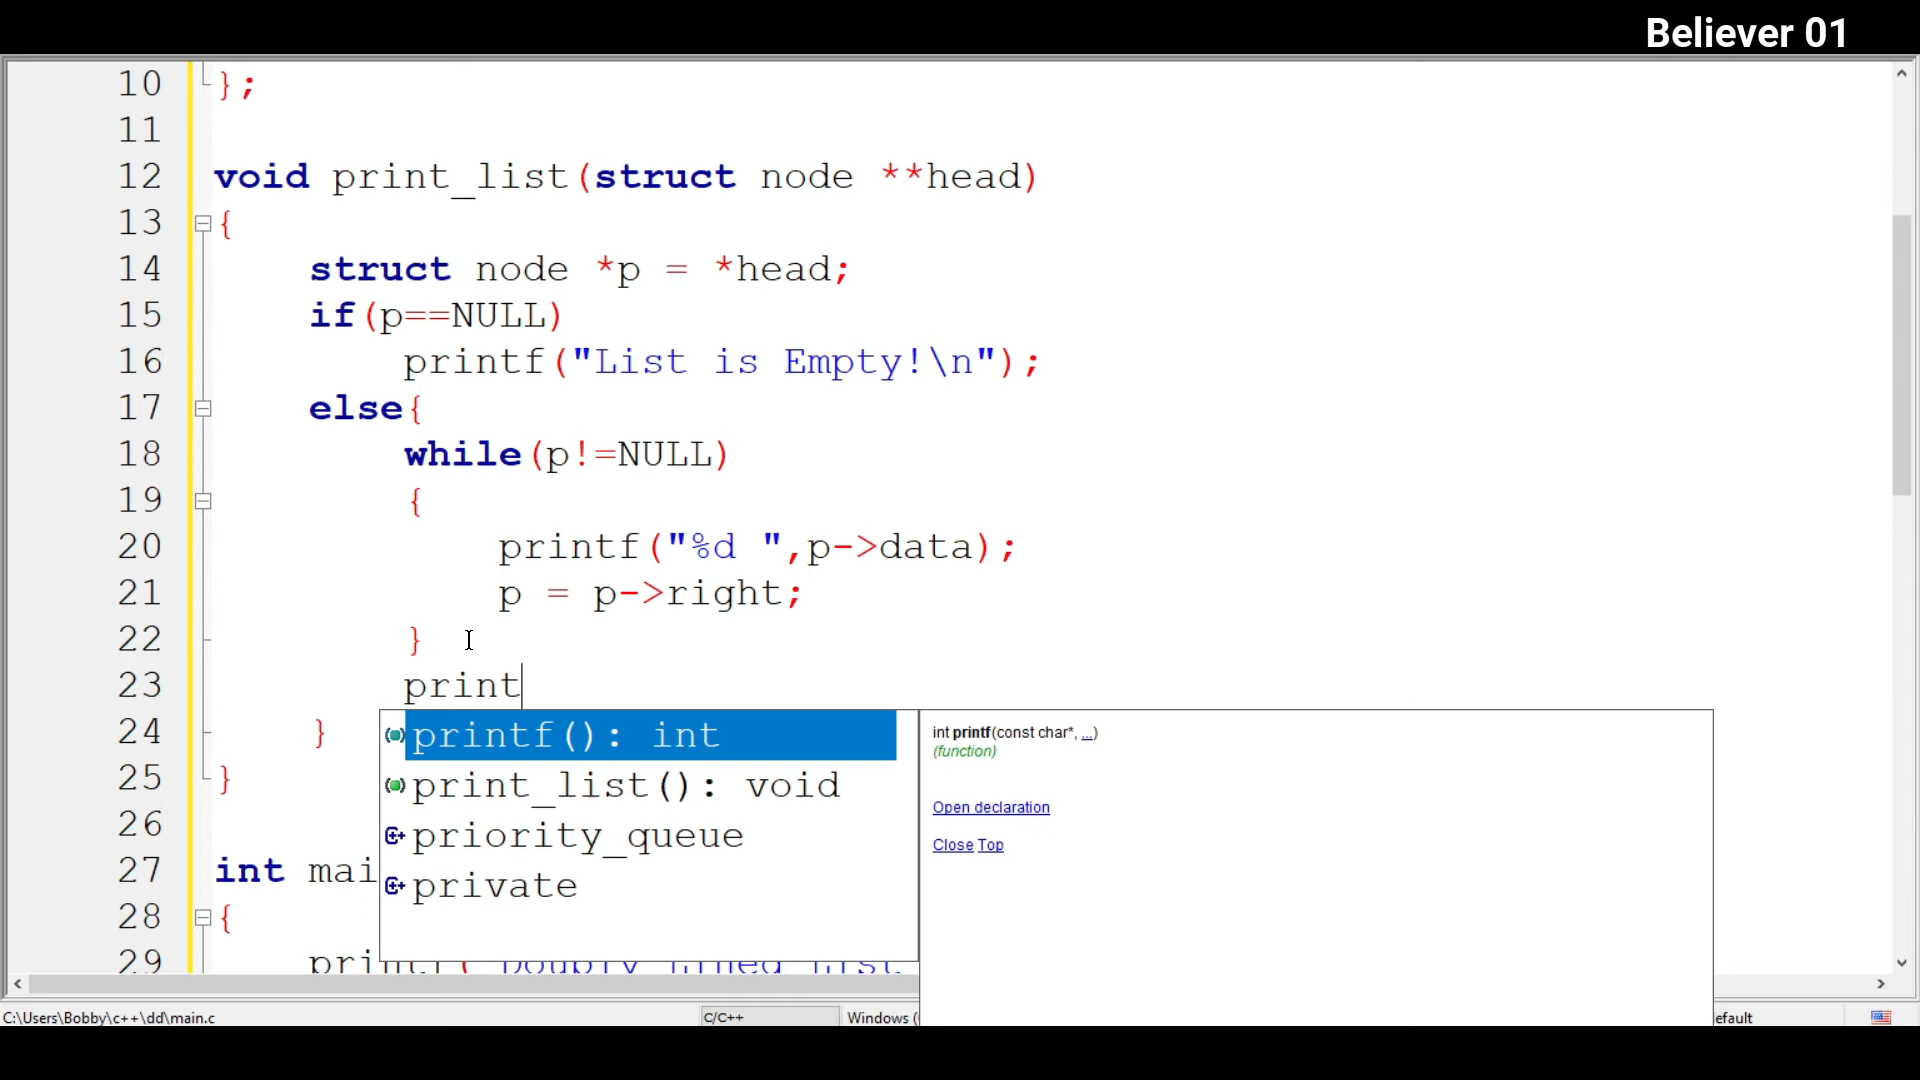 Believer 01
10 };
11
12 void print_list(struct node **head)
13 {
14 struct node *p = *head;
15 if(p==NULL)
16 printf("List is Empty!\n");
17 else{
18 while(p!=NULL)
19 {
20 printf("%d ",p->data);
21 p = p->right;
22 }
23 print
24 }
25 }
26
27 int mai
28 {
29
printf(): int
print_list(): void
priority_queue
private
int printf(const char*, ...)
(function)
Open declaration
Close Top
C:\Users\Bobby\c++\dd\main.c
C/C++
Windows (
efault